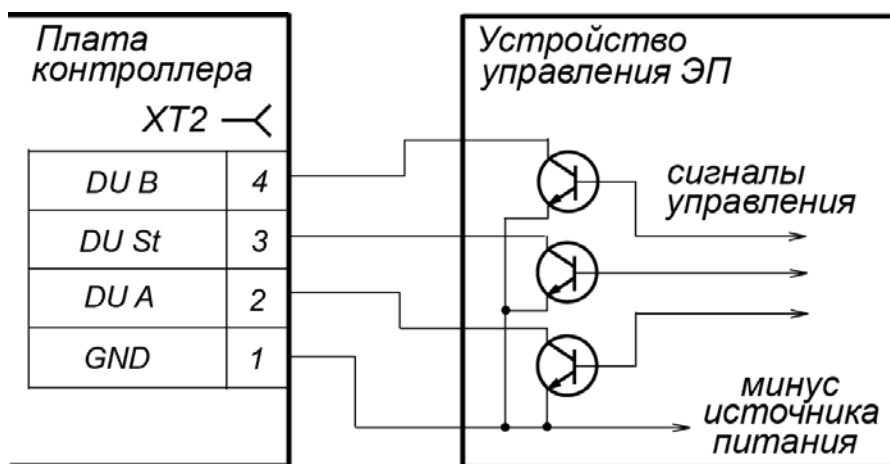 Плата
контроллера
XT2
DU B 4
DU St 3
DU A 2
GND 1
Устройство
управления ЭП
сигналы
управления
минус
источника
питания